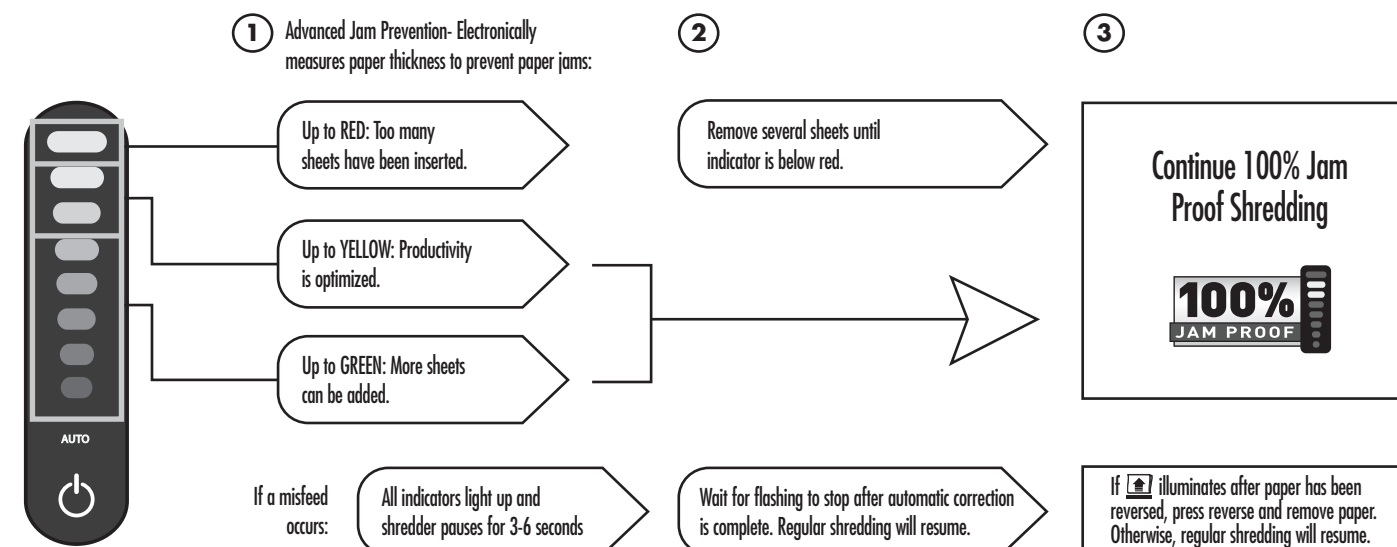 1
Advanced Jam Prevention- Electronically
measures paper thickness to prevent paper jams:
2
3
Up to RED: Too many
sheets have been inserted.
Remove several sheets until
indicator is below red.
Continue 100% Jam
Proof Shredding
Up to YELLOW: Productivity
is optimized.
100%
JAM PROOF
Up to GREEN: More sheets
can be added.
AUTO
If a misfeed
occurs:
All indicators light up and
shredder pauses for 3-6 seconds
Wait for flashing to stop after automatic correction
is complete. Regular shredding will resume.
If illuminates after paper has been
reversed, press reverse and remove paper.
Otherwise, regular shredding will resume.